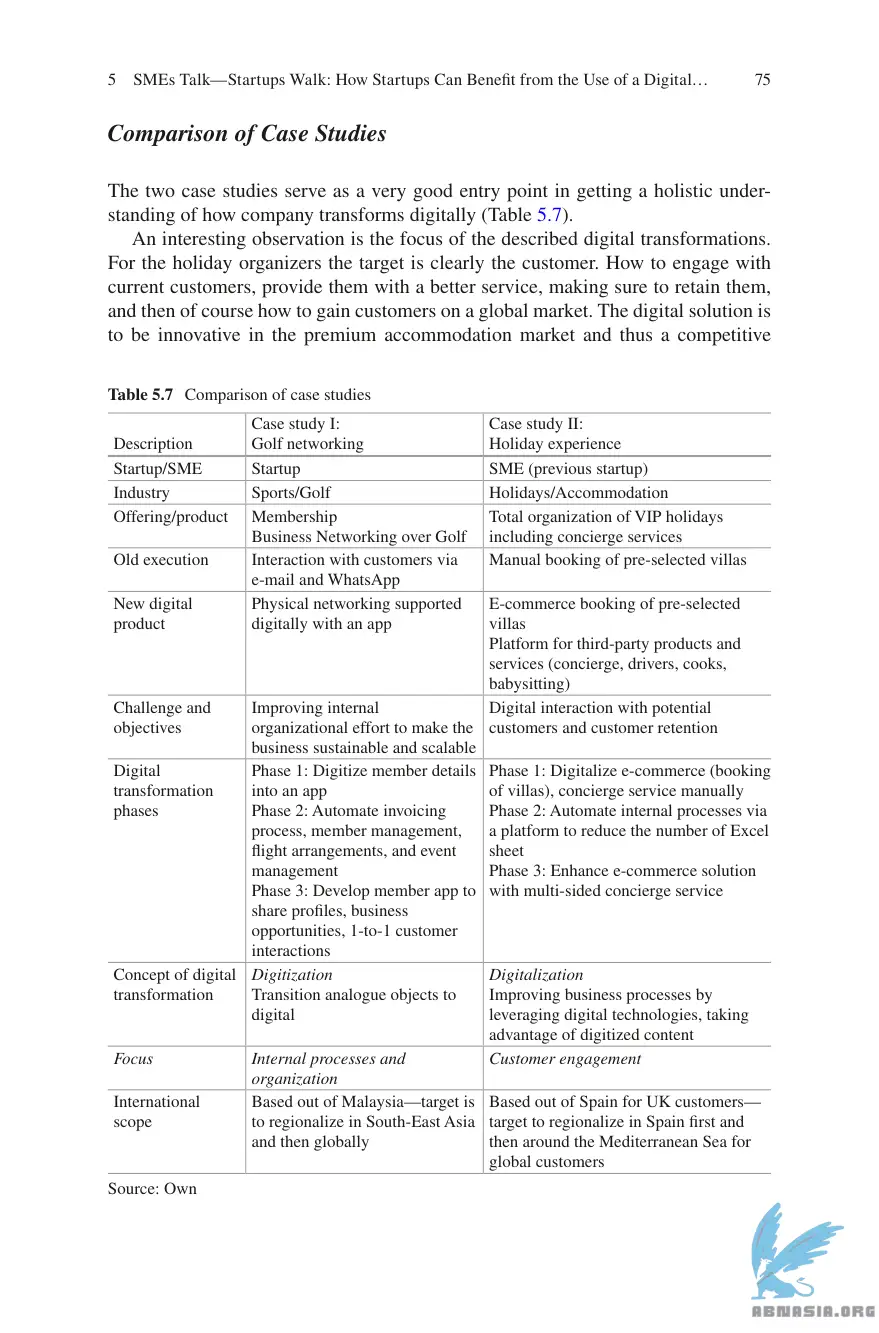 5 SMEs Talk—Startups Walk: How Startups Can Benefit from the Use of a Digital… 75
Comparison of Case Studies
The two case studies serve as a very good entry point in getting a holistic under-
standing of how company transforms digitally (Table 5.7).
An interesting observation is the focus of the described digital transformations.
For the holiday organizers the target is clearly the customer. How to engage with
current customers, provide them with a better service, making sure to retain them,
and then of course how to gain customers on a global market. The digital solution is
to be innovative in the premium accommodation market and thus a competitive
Table 5.7 Comparison of case studies
Description
Case study I:
Golf networking
Case study II:
Holiday experience
Startup/SME
Startup
SME (previous startup)
Industry
Sports/Golf
Holidays/Accommodation
Offering/product
Membership
Business Networking over Golf
Total organization of VIP holidays
including concierge services
Old execution
Interaction with customers via
e-mail and WhatsApp
Manual booking of pre-selected villas
New digital
product
Physical networking supported
digitally with an app
E-commerce booking of pre-selected
villas
Platform for third-party products and
services (concierge, drivers, cooks,
babysitting)
Challenge and
objectives
Improving internal
organizational effort to make the
business sustainable and scalable
Digital interaction with potential
customers and customer retention
Digital
transformation
phases
Phase 1: Digitize member details
into an app
Phase 2: Automate invoicing
process, member management,
flight arrangements, and event
management
Phase 3: Develop member app to
share profiles, business
opportunities, 1-to-1 customer
interactions
Phase 1: Digitalize e-commerce (booking
of villas), concierge service manually
Phase 2: Automate internal processes via
a platform to reduce the number of Excel
sheet
Phase 3: Enhance e-commerce solution
with multi-sided concierge service
Concept of digital
transformation
Digitization
Transition analogue objects to
digital
Digitalization
Improving business processes by
leveraging digital technologies, taking
advantage of digitized content
Focus
Internal processes and
organization
Customer engagement
International
scope
Based out of Malaysia—target is
to regionalize in South-East Asia
and then globally
Based out of Spain for UK customers—
target to regionalize in Spain first and
then around the Mediterranean Sea for
global customers
Source: Own
ABNASIA.ORG